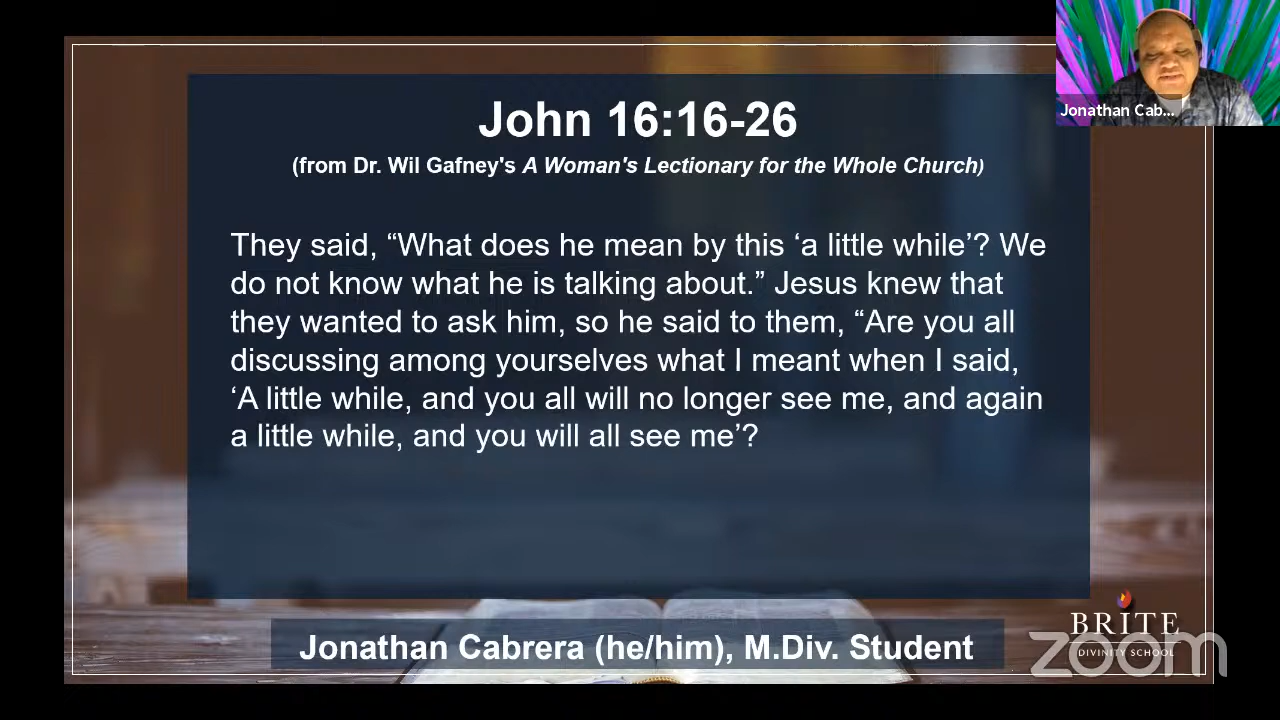 John 16:16-26
(from Dr. Wil Gafney's A Woman's Lectionary for the Whole Church)
Jonathan Cab...
They said, “What does he mean by this ‘a little while’? We
do not know what he is talking about.” Jesus knew that
they wanted to ask him, so he said to them, “Are you all
discussing among yourselves what I meant when I said,
‘A little while, and you all will no longer see me, and again
a little while, and you will all see me’?
Jonathan Cabrera (he/him), M.Div. Student
BRITE
DIVINITY SCHOOL
zoom